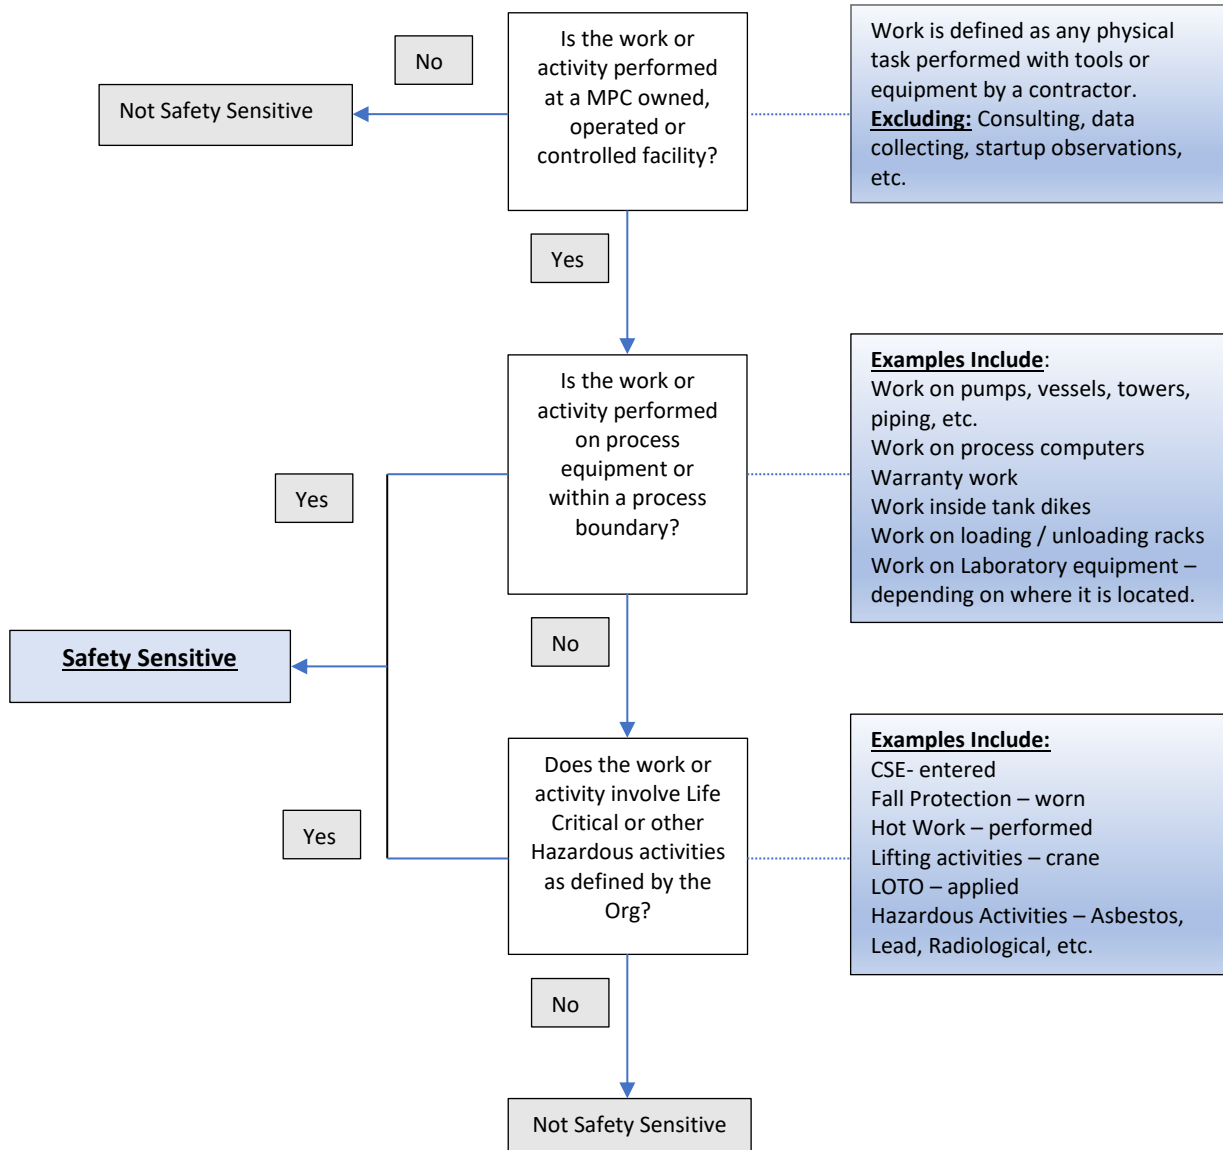 Is the work or
activity performed
at a MPC owned,
operated or
controlled facility?
No
Not Safety Sensitive
Work is defined as any physical
task performed with tools or
equipment by a contractor.
Excluding: Consulting, data
collecting, startup observations,
etc.
Yes
Is the work or
activity performed
on process
equipment or
within a process
boundary?
Examples Include:
Work on pumps, vessels, towers,
piping, etc.
Work on process computers
Warranty work
Work inside tank dikes
Work on loading / unloading racks
Work on Laboratory equipment –
depending on where it is located.
Yes
No
Safety Sensitive
Does the work or
activity involve Life
Critical or other
Hazardous activities
as defined by the
Org?
Yes
Examples Include:
CSE- entered
Fall Protection – worn
Hot Work – performed
Lifting activities – crane
LOTO – applied
Hazardous Activities – Asbestos,
Lead, Radiological, etc.
No
Not Safety Sensitive